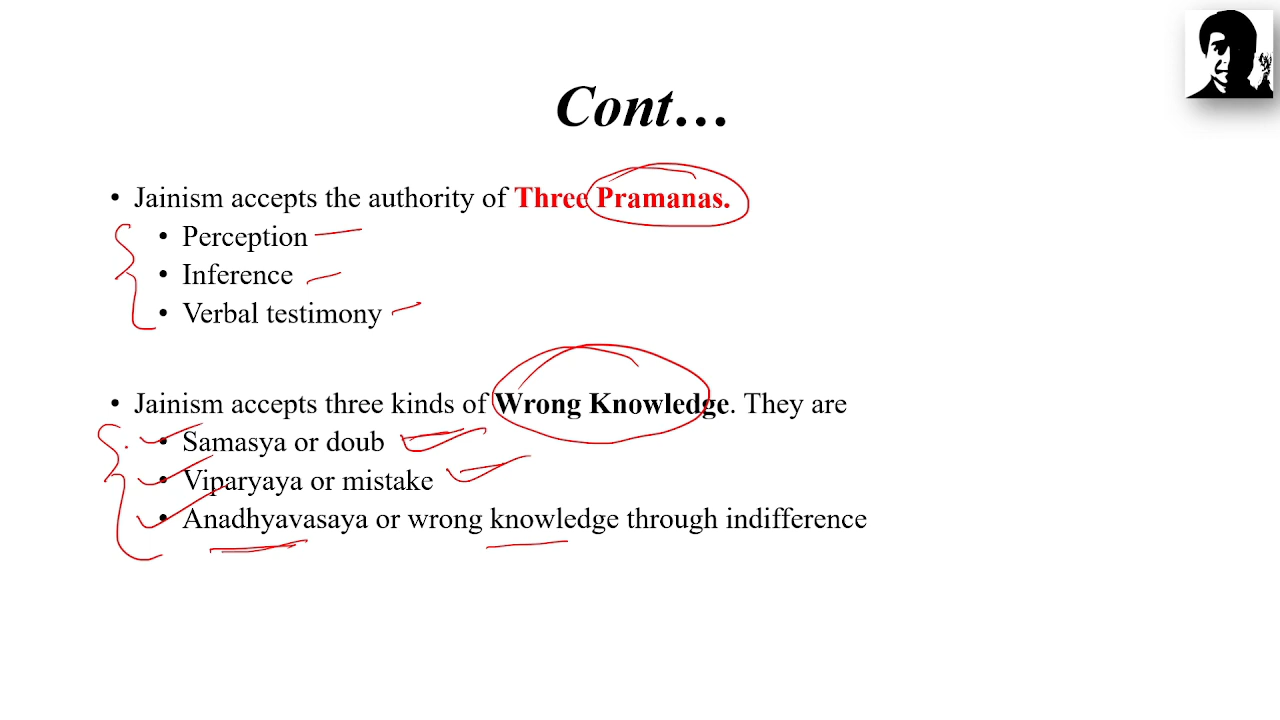 Cont…
• Jainism accepts the authority of Three Pramanas.
• Perception
• Inference
• Verbal testimony
• Jainism accepts three kinds of Wrong Knowledge. They are
• Samasya or doub
• Viparyaya or mistake
• Anadhyavasaya or wrong knowledge through indifference